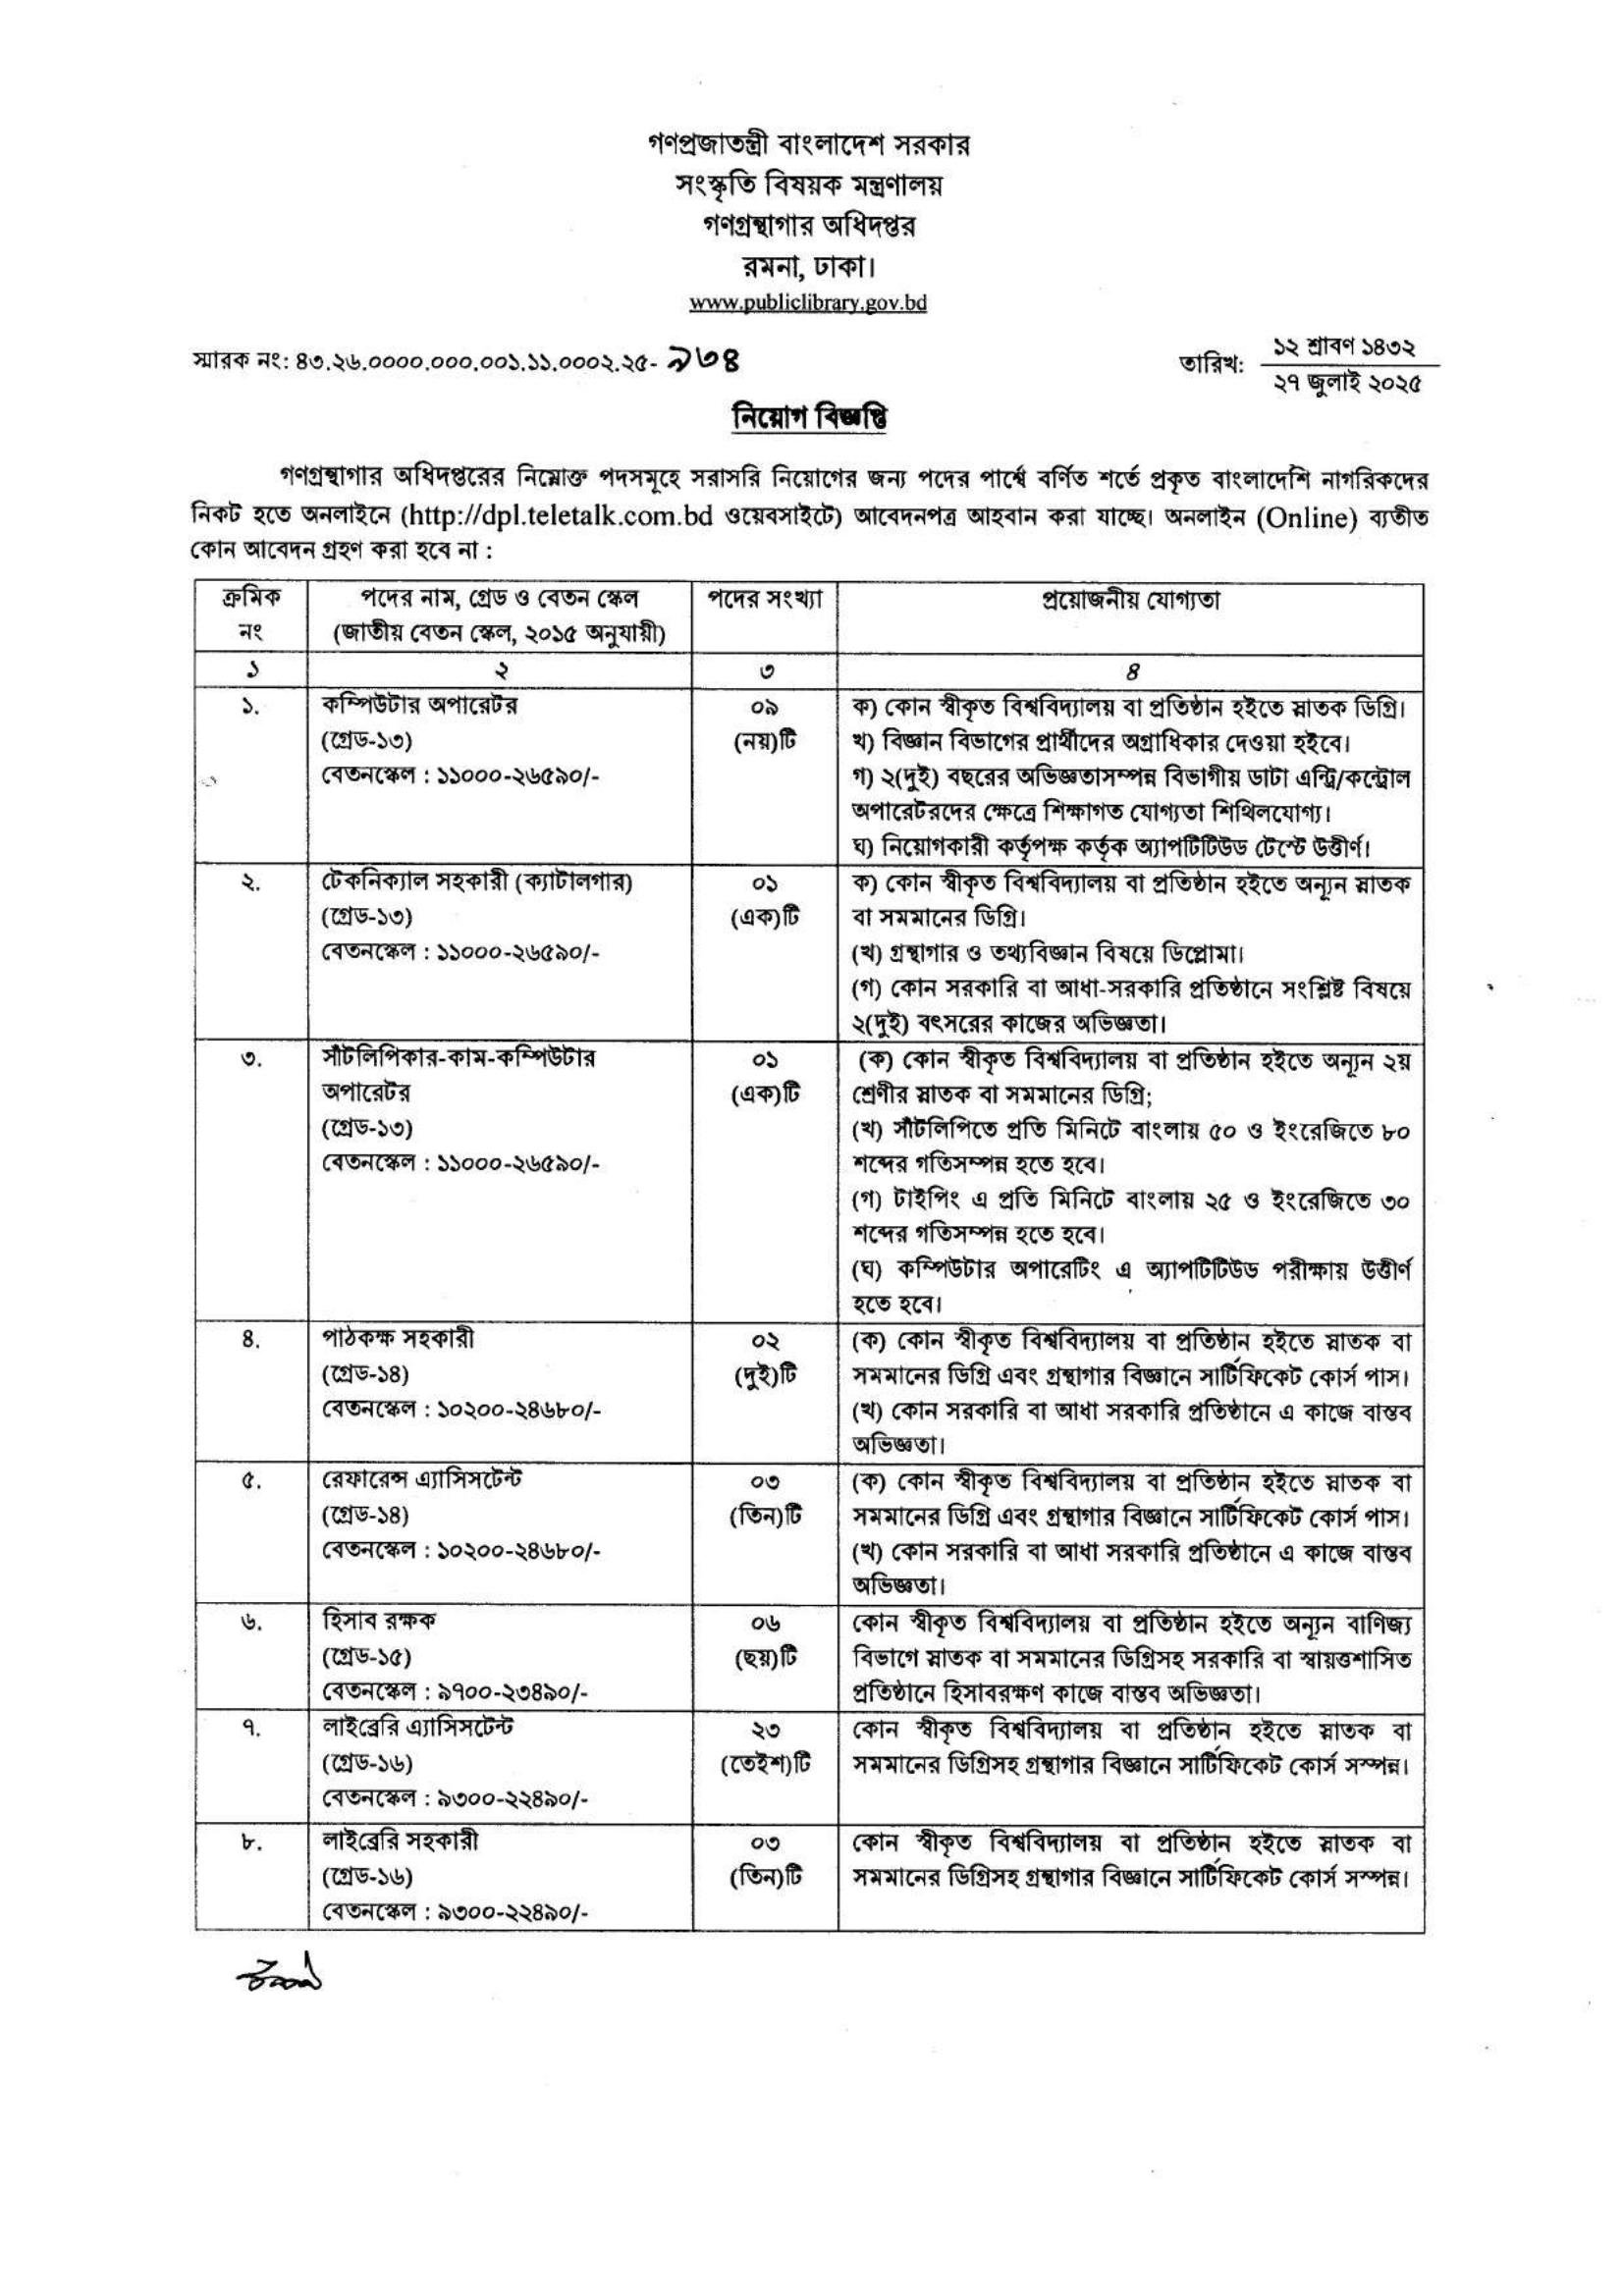 গণপ্রজাতন্ত্রী বাংলাদেশ সরকার
সংস্কৃতি বিষয়ক মন্ত্রণালয়
গণগ্রন্থাগার অধিদপ্তর
রমনা, ঢাকা।
www.publiclibrary.gov.bd
স্মারক নং: ৪৩.২৬.০০০০.০০০.০০১.১১.০০০২.২৫- ৯৩৪
তারিখ: ১২ শ্রাবণ ১৪৩২
২৭ জুলাই ২০২৫
নিয়োগ বিজ্ঞপ্তি
গণগ্রন্থাগার অধিদপ্তরের নিম্নোক্ত পদসমূহে সরাসরি নিয়োগের জন্য পদের পার্শ্বে বর্ণিত শর্তে প্রকৃত বাংলাদেশি নাগরিকদের
নিকট হতে অনলাইনে (http://dpl.teletalk.com.bd ওয়েবসাইটে) আবেদনপত্র আহবান করা যাচ্ছে। অনলাইন (Online) ব্যতীত
কোন আবেদন গ্রহণ করা হবে না :
ক্রমিক
নং
পদের নাম, গ্রেড ও বেতন স্কেল
(জাতীয় বেতন স্কেল, ২০১৫ অনুযায়ী)
পদের সংখ্যা
প্রয়োজনীয় যোগ্যতা
১
২
৩
৪
১.
কম্পিউটার অপারেটর
(গ্রেড-১৩)
বেতনস্কেল : ১১০০০-২৬৫৯০/-
০৯
(নয়)টি
ক) কোন স্বীকৃত বিশ্ববিদ্যালয় বা প্রতিষ্ঠান হইতে স্নাতক ডিগ্রি।
খ) বিজ্ঞান বিভাগের প্রার্থীদের অগ্রাধিকার দেওয়া হইবে।
গ) ২(দুই) বছরের অভিজ্ঞতাসম্পন্ন বিভাগীয় ডাটা এন্ট্রি/কন্ট্রোল
অপারেটরদের ক্ষেত্রে শিক্ষাগত যোগ্যতা শিথিলযোগ্য।
ঘ) নিয়োগকারী কর্তৃপক্ষ কর্তৃক অ্যাপটিটিউড টেস্টে উত্তীর্ণ।
২.
টেকনিক্যাল সহকারী (ক্যাটালগার)
(গ্রেড-১৩)
বেতনস্কেল : ১১০০০-২৬৫৯০/-
০১
(এক)টি
ক) কোন স্বীকৃত বিশ্ববিদ্যালয় বা প্রতিষ্ঠান হইতে অন্যূন স্নাতক
বা সমমানের ডিগ্রি।
(খ) গ্রন্থাগার ও তথ্যবিজ্ঞান বিষয়ে ডিপ্লোমা।
(গ) কোন সরকারি বা আধা-সরকারি প্রতিষ্ঠানে সংশ্লিষ্ট বিষয়ে
২(দুই) বৎসরের কাজের অভিজ্ঞতা।
৩.
সাঁটলিপিকার-কাম-কম্পিউটার
অপারেটর
(গ্রেড-১৩)
বেতনস্কেল : ১১০০০-২৬৫৯০/-
০১
(এক)টি
(ক) কোন স্বীকৃত বিশ্ববিদ্যালয় বা প্রতিষ্ঠান হইতে অন্যূন ২য়
শ্রেণীর স্নাতক বা সমমানের ডিগ্রি;
(খ) সাঁটলিপিতে প্রতি মিনিটে বাংলায় ৫০ ও ইংরেজিতে ৮০
শব্দের গতিসম্পন্ন হতে হবে।
(গ) টাইপিং এ প্রতি মিনিটে বাংলায় ২৫ ও ইংরেজিতে ৩০
শব্দের গতিসম্পন্ন হতে হবে।
(ঘ) কম্পিউটার অপারেটিং এ অ্যাপটিটিউড পরীক্ষায় উত্তীর্ণ
হতে হবে।
৪.
পাঠকক্ষ সহকারী
(গ্রেড-১৪)
বেতনস্কেল : ১০২০০-২৪৬৮০/-
০২
(দুই)টি
(ক) কোন স্বীকৃত বিশ্ববিদ্যালয় বা প্রতিষ্ঠান হইতে স্নাতক বা
সমমানের ডিগ্রি এবং গ্রন্থাগার বিজ্ঞানে সার্টিফিকেট কোর্স পাস।
(খ) কোন সরকারি বা আধা সরকারি প্রতিষ্ঠানে এ কাজে বাস্তব
অভিজ্ঞতা।
৫.
রেফারেন্স এ্যাসিসটেন্ট
(গ্রেড-১৪)
বেতনস্কেল : ১০২০০-২৪৬৮০/-
০৩
(তিন)টি
(ক) কোন স্বীকৃত বিশ্ববিদ্যালয় বা প্রতিষ্ঠান হইতে স্নাতক বা
সমমানের ডিগ্রি এবং গ্রন্থাগার বিজ্ঞানে সার্টিফিকেট কোর্স পাস।
(খ) কোন সরকারি বা আধা সরকারি প্রতিষ্ঠানে এ কাজে বাস্তব
অভিজ্ঞতা।
৬.
হিসাব রক্ষক
(গ্রেড-১৫)
বেতনস্কেল : ৯৭০০-২৩৪৯০/-
০৬
(ছয়)টি
কোন স্বীকৃত বিশ্ববিদ্যালয় বা প্রতিষ্ঠান হইতে অন্যূন বাণিজ্য
বিভাগে স্নাতক বা সমমানের ডিগ্রিসহ সরকারি বা স্বায়ত্তশাসিত
প্রতিষ্ঠানে হিসাবরক্ষণ কাজে বাস্তব অভিজ্ঞতা।
৭.
লাইব্রেরি এ্যাসিসটেন্ট
(গ্রেড-১৬)
বেতনস্কেল : ৯৩০০-২২৪৯০/-
২৩
(তেইশ)টি
কোন স্বীকৃত বিশ্ববিদ্যালয় বা প্রতিষ্ঠান হইতে স্নাতক বা
সমমানের ডিগ্রিসহ গ্রন্থাগার বিজ্ঞানে সার্টিফিকেট কোর্স সম্পন্ন।
৮.
লাইব্রেরি সহকারী
(গ্রেড-১৬)
বেতনস্কেল : ৯৩০০-২২৪৯০/-
০৩
(তিন)টি
কোন স্বীকৃত বিশ্ববিদ্যালয় বা প্রতিষ্ঠান হইতে স্নাতক বা
সমমানের ডিগ্রিসহ গ্রন্থাগার বিজ্ঞানে সার্টিফিকেট কোর্স সম্পন্ন।